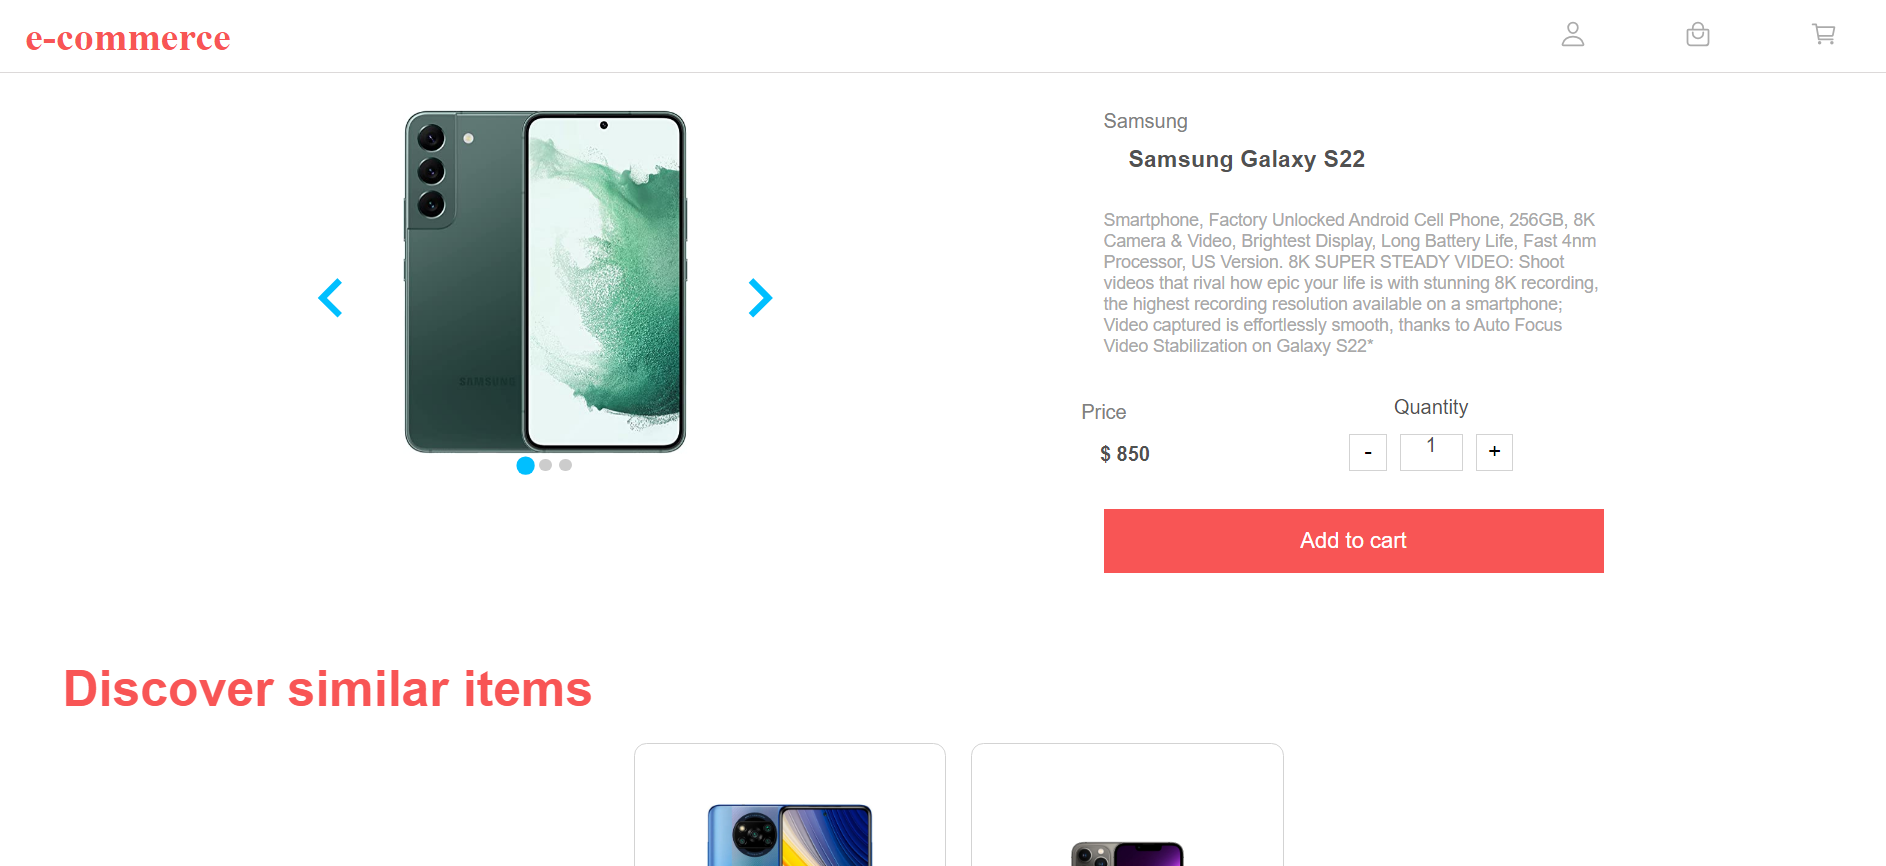 e-commerce
Samsung
Samsung Galaxy S22
Smartphone, Factory Unlocked Android Cell Phone, 256GB, 8K
Camera & Video, Brightest Display, Long Battery Life, Fast 4nm
Processor, US Version. 8K SUPER STEADY VIDEO: Shoot
videos that rival how epic your life is with stunning 8K recording,
the highest recording resolution available on a smartphone;
Video captured is effortlessly smooth, thanks to Auto Focus
Video Stabilization on Galaxy S22*
SAMSUNG
Price
Quantity
$ 850
- 1 +
Add to cart
Discover similar items